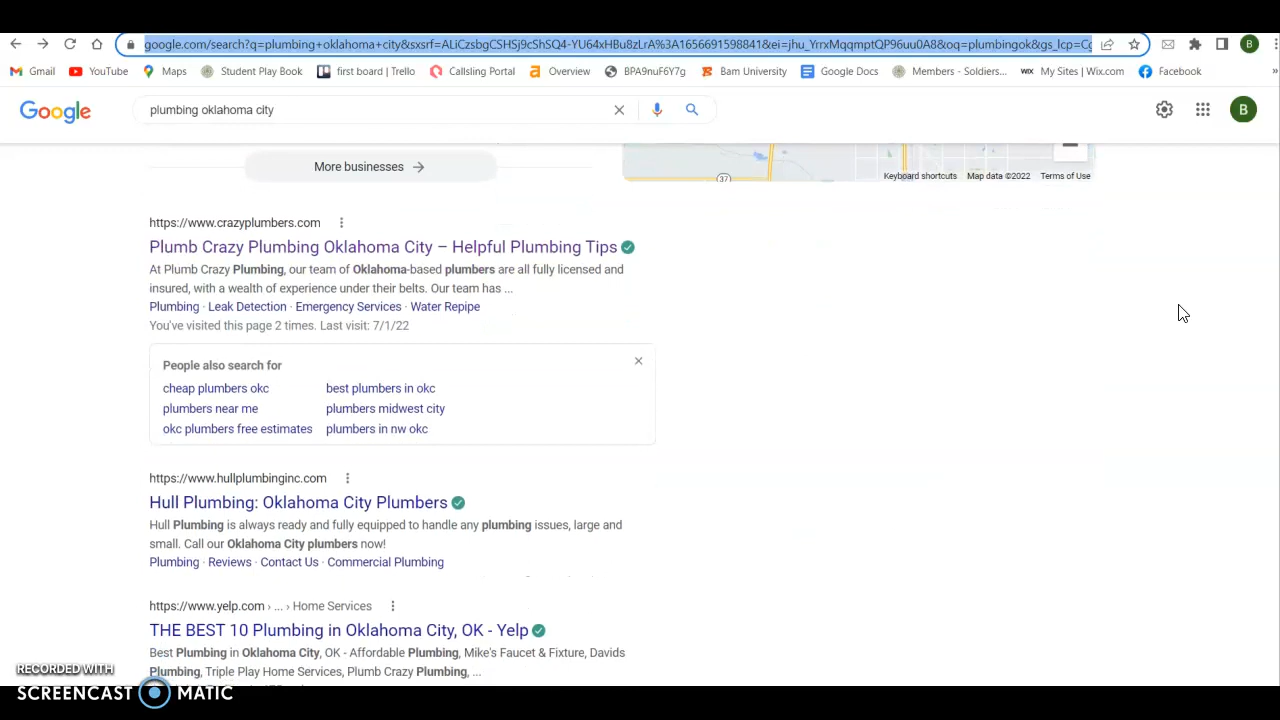 google.com/search?q=plumbing+oklahoma+city&sxsrf=ALiCzsbgCSHSj9cShSQ4-YU64xHBu8zLrA%3A1656691598841&ei=jhu_YrrxMqqmptQP96uu0A8&oq=plumbingok&gs_lcp=Cg
B
Gmail YouTube Maps Student Play Book first board | Trello CallsIing Portal Overview BPA9nuF6Y7g Bam University Google Docs Members - Soldiers... WIX My Sites | Wix.com Facebook »
Google plumbing oklahoma city B
More businesses →
37 Keyboard shortcuts Map data ©2022 Terms of Use
https://www.crazyplumbers.com
Plumb Crazy Plumbing Oklahoma City – Helpful Plumbing Tips
At Plumb Crazy Plumbing, our team of Oklahoma-based plumbers are all fully licensed and
insured, with a wealth of experience under their belts. Our team has ...
Plumbing · Leak Detection · Emergency Services · Water Repipe
You've visited this page 2 times. Last visit: 7/1/22
People also search for
cheap plumbers okc best plumbers in okc
plumbers near me plumbers midwest city
okc plumbers free estimates plumbers in nw okc
https://www.hullplumbinginc.com
Hull Plumbing: Oklahoma City Plumbers
Hull Plumbing is always ready and fully equipped to handle any plumbing issues, large and
small. Call our Oklahoma City plumbers now!
Plumbing · Reviews · Contact Us · Commercial Plumbing
https://www.yelp.com › ... › Home Services
THE BEST 10 Plumbing in Oklahoma City, OK - Yelp
Best Plumbing in Oklahoma City, OK - Affordable Plumbing, Mike's Faucet & Fixture, Davids
Plumbing, Triple Play Home Services, Plumb Crazy Plumbing, ...
RECORDED WITH
SCREENCAST MATIC